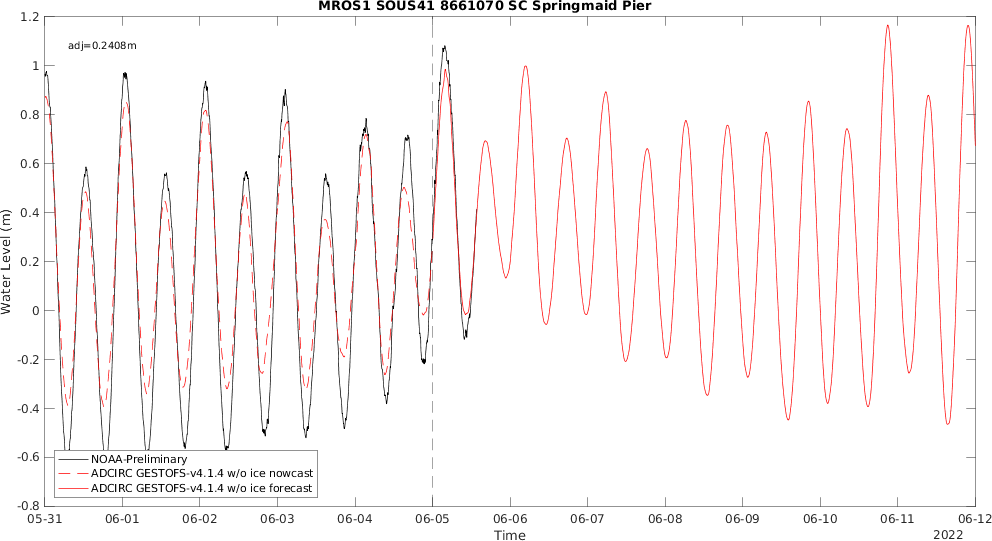 MROS1 SOUS41 8661070 SC Springmaid Pier
adj=0.2408m
Water Level (m)
1.2
1
0.8
0.6
0.4
0.2
0
-0.2
-0.4
-0.6
-0.8
NOAA-Preliminary
ADCIRC GESTOFS-v4.1.4 w/o ice nowcast
ADCIRC GESTOFS-v4.1.4 w/o ice forecast
05-31 06-01 06-02 06-03 06-04 06-05 06-06 06-07 06-08 06-09 06-10 06-11 06-12
Time
2022